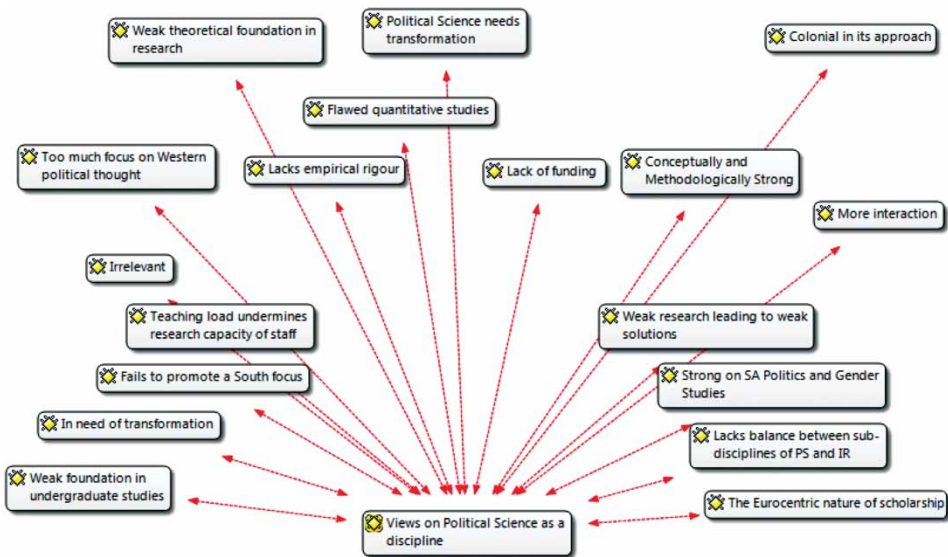 Weak theoretical foundation in
research
Political Science needs
transformation
Colonial in its approach
Flawed quantitative studies
Too much focus on Western
political thought
Lacks empirical rigour
Lack of funding
Conceptually and
Methodologically Strong
More interaction
Irrelevant
Teaching load undermines
research capacity of staff
Weak research leading to weak
solutions
Fails to promote a South focus
Strong on SA Politics and Gender
Studies
In need of transformation
Lacks balance between sub-
disciplines of PS and IR
Weak foundation in
undergraduate studies
The Eurocentric nature of scholarship
Views on Political Science as a
discipline